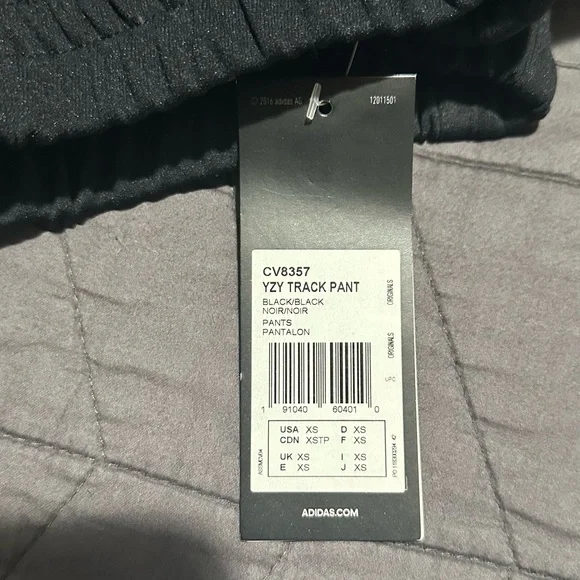 © 2016 adidas AG
12011501
CV8357
YZY TRACK PANT
BLACK/BLACK
NOIR/NOIR
PANTS
PANTALON
ORIGINALS
ORIGINALS
UPC
1 91040 60401 0
USA XS D XS
CDN XSTP F XS
UK XS I XS
E XS J XS
ADIDAS.COM